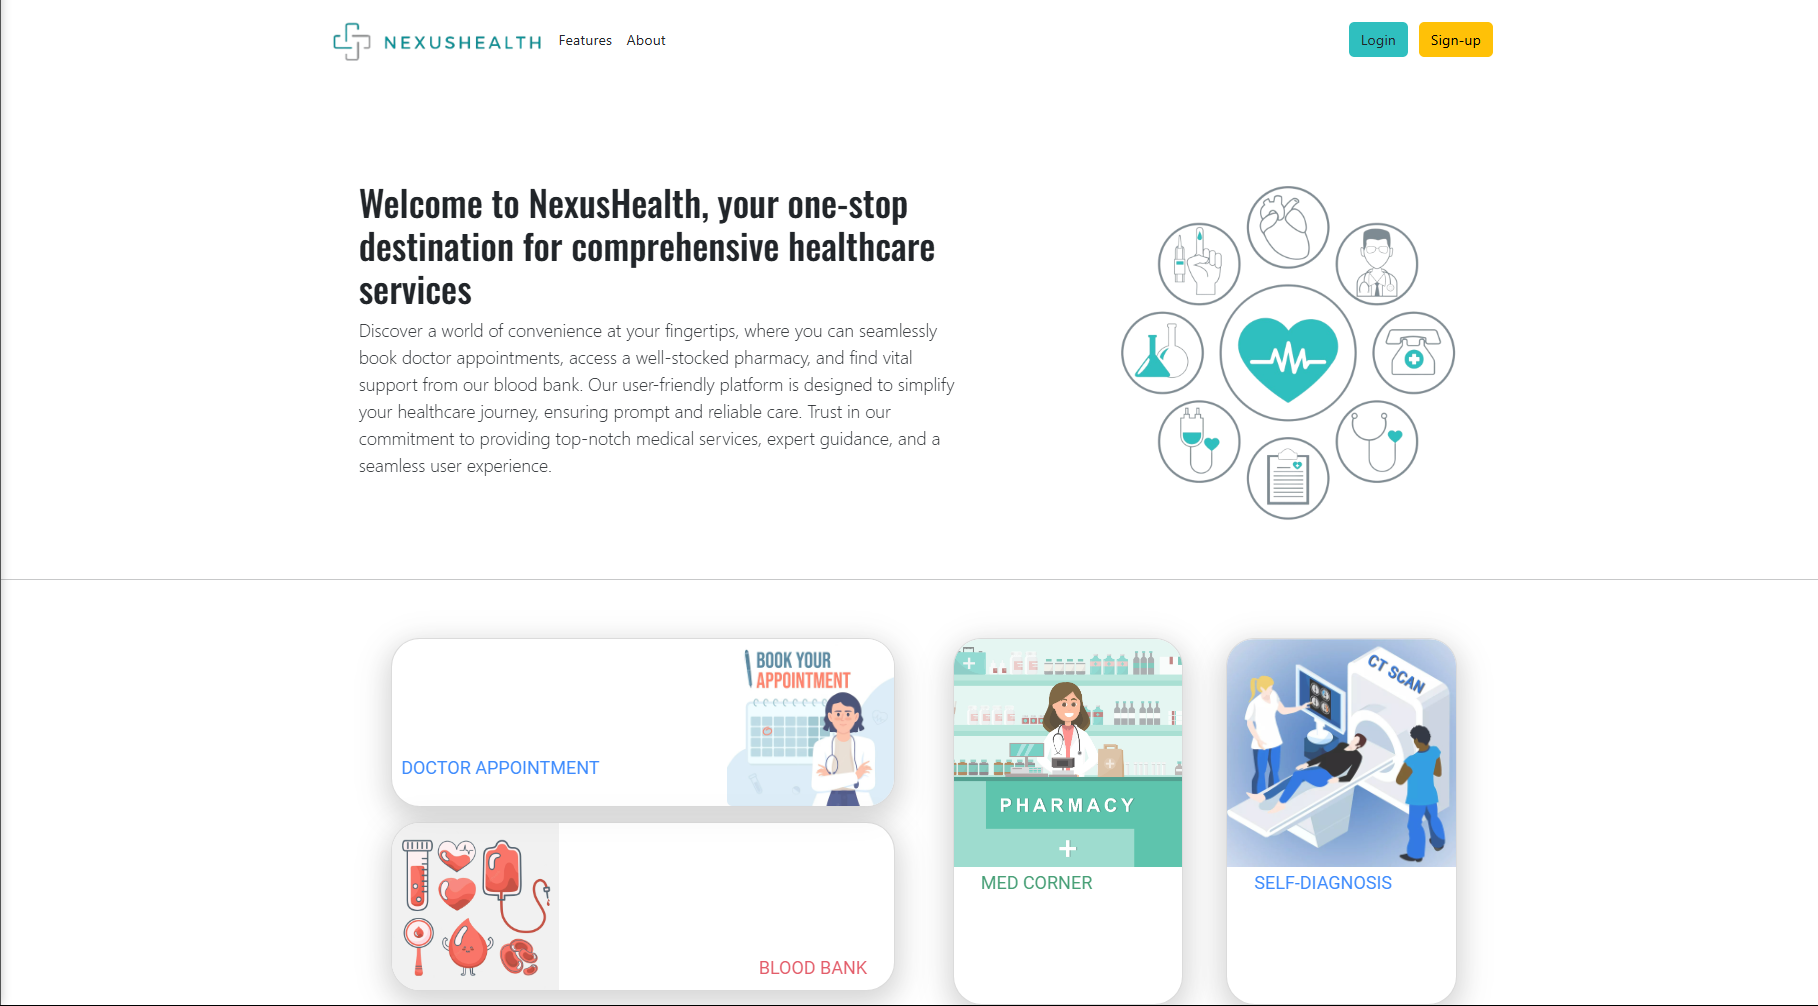 NEXUSHEALTH
Features
About
Login
Sign-up
Welcome to NexusHealth, your one-stop
destination for comprehensive healthcare
services
Discover a world of convenience at your fingertips, where you can seamlessly
book doctor appointments, access a well-stocked pharmacy, and find vital
support from our blood bank. Our user-friendly platform is designed to simplify
your healthcare journey, ensuring prompt and reliable care. Trust in our
commitment to providing top-notch medical services, expert guidance, and a
seamless user experience.
BOOK YOUR
APPOINTMENT
DOCTOR APPOINTMENT
BLOOD BANK
PHARMACY
MED CORNER
CT SCAN
SELF-DIAGNOSIS